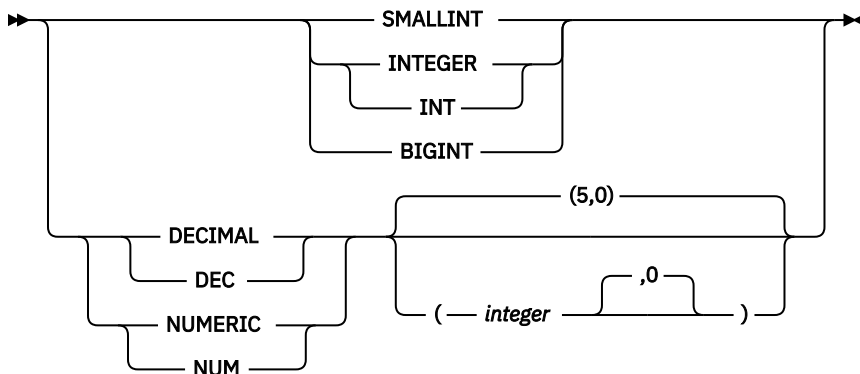 SMALLINT
INTEGER
INT
BIGINT
(5,0)
DECIMAL
DEC
,0
( integer )
NUMERIC
NUM